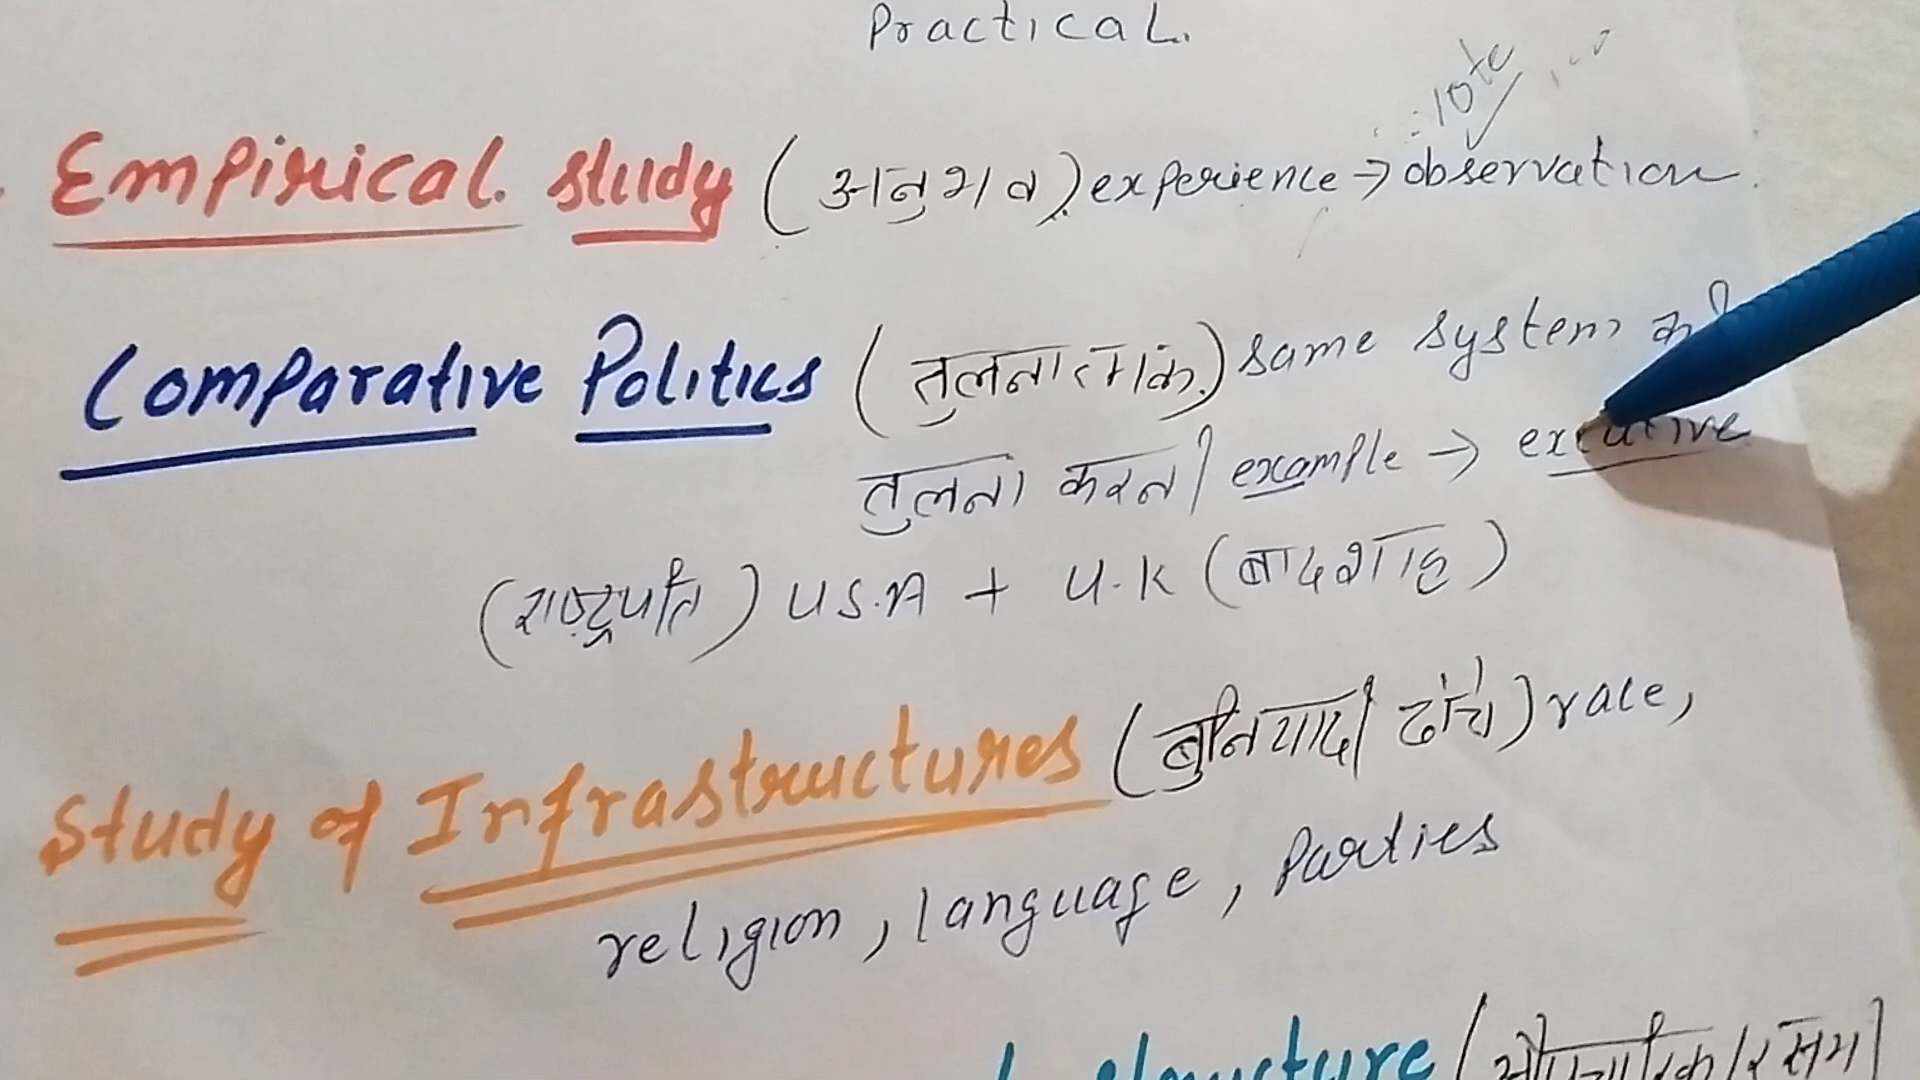 Practical.
Empirical study (अनुभव) experience → observation.
Comparative Politics (तुलनात्मक) same system की
तुलना करनी example → executive
(राष्ट्रपति) U.S.A + U.K (बादशाह)
Study of Infrastructures (बुनियादी ढांचे) race,
religion, language, Parties
structure (